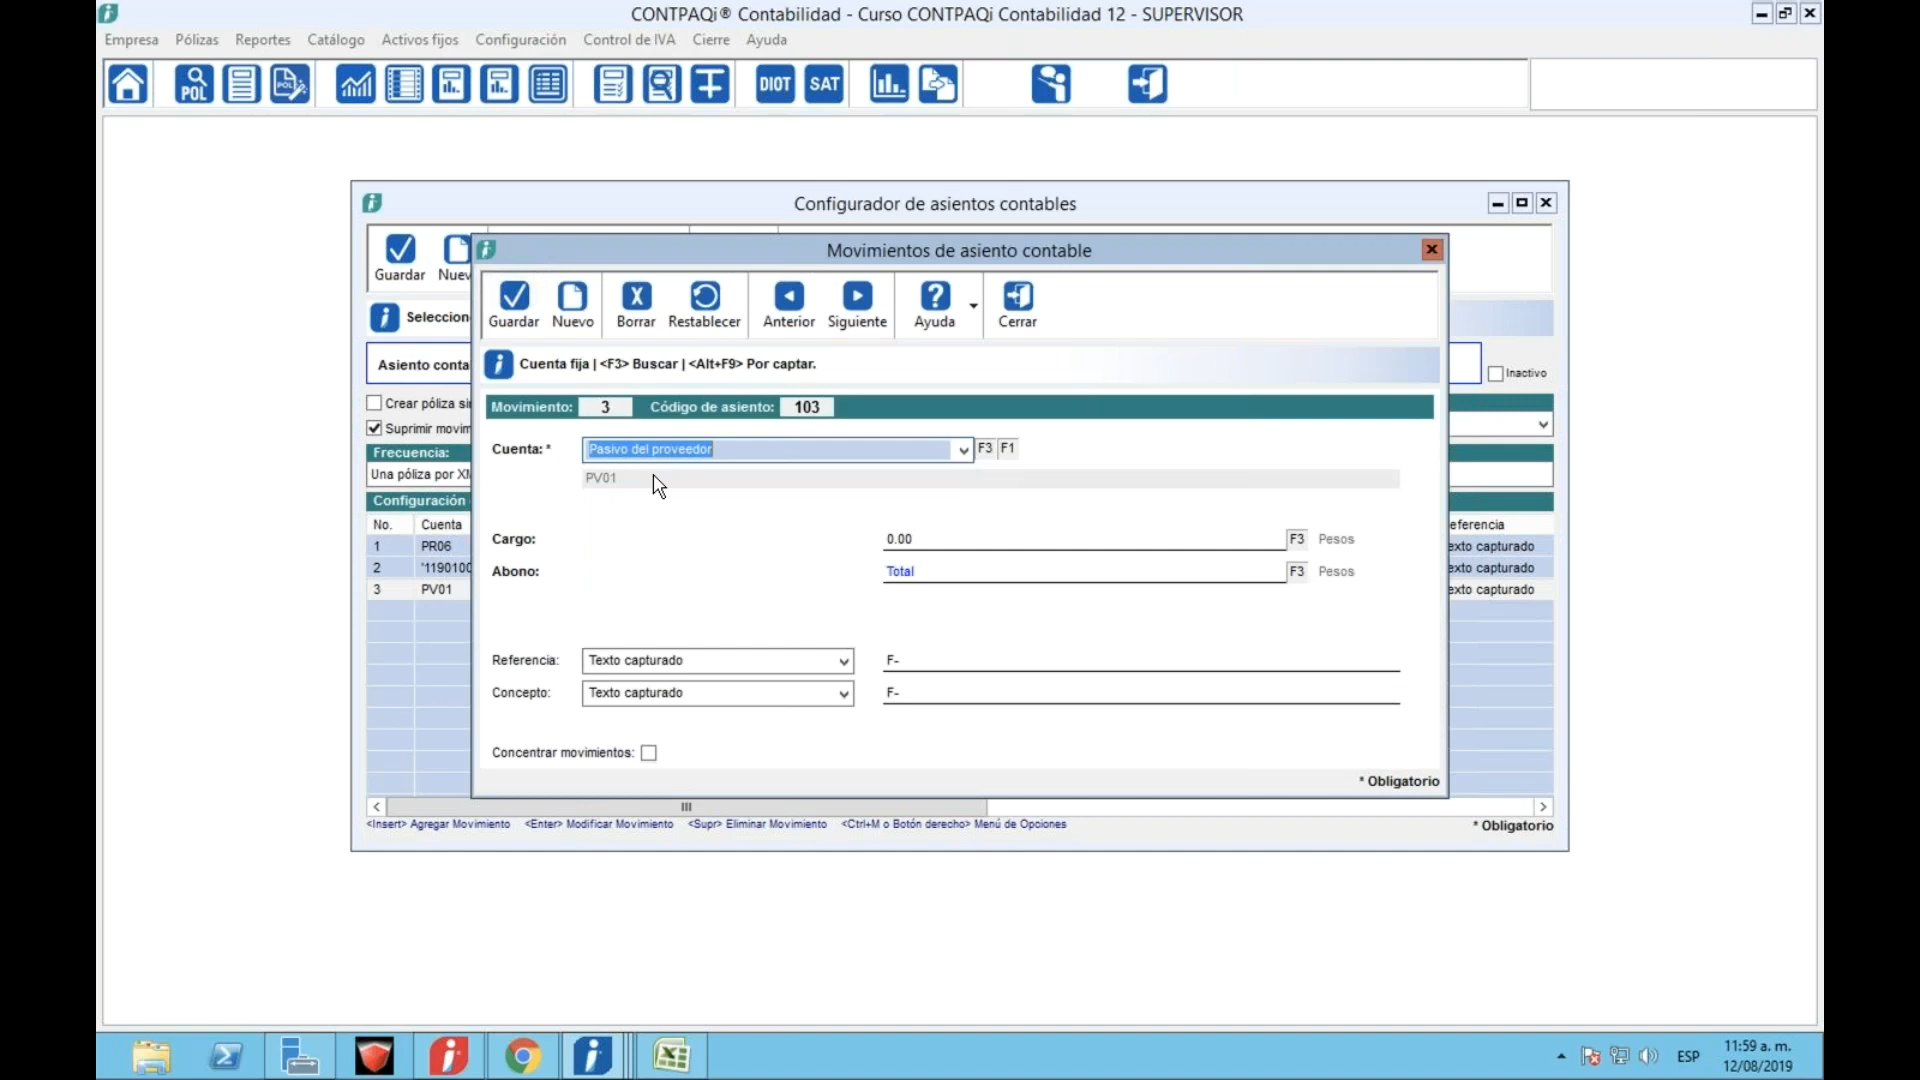 CONTPAQi® Contabilidad - Curso CONTPAQi Contabilidad 12 - SUPERVISOR
Empresa Pólizas Reportes Catálogo Activos fijos Configuración Control de IVA Cierre Ayuda
POL POL DIOT SAT
Configurador de asientos contables
Guardar Nuev
Movimientos de asiento contable
Guardar Nuevo Borrar Restablecer Anterior Siguiente Ayuda Cerrar
Seleccion
Cuenta fija | <F3> Buscar | <Alt+F9> Por captar.
Asiento conta
Inactivo
Crear póliza si
Movimiento: 3 Código de asiento: 103
Suprimir movim
Cuenta: * Pasivo del proveedor F3 F1
Frecuencia:
Una póliza por XM
PV01
Configuración
No. Cuenta
eferencia
1 PR06
exto capturado
2 '1190100
exto capturado
3 PV01
exto capturado
Cargo: 0.00 F3 Pesos
Abono: Total F3 Pesos
Referencia: Texto capturado F-
Concepto: Texto capturado F-
Concentrar movimientos:
* Obligatorio
<Insert> Agregar Movimiento <Enter> Modificar Movimiento <Supr> Eliminar Movimiento <Ctrl+M o Botón derecho> Menú de Opciones
* Obligatorio
ESP
11:59 a. m.
12/08/2019